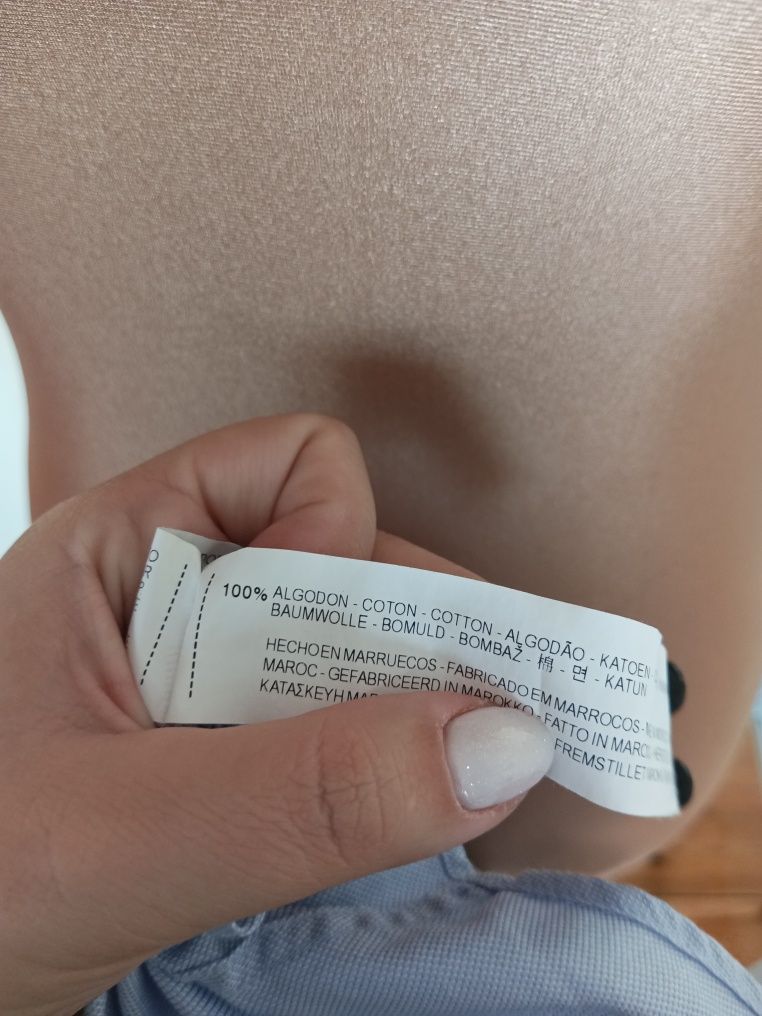 100% ALGODON - COTON - COTTON - ALGODÃO - KATOEN -
BAUMWOLLE - BOMULD - BOMBAŽ - 棉 - 면 - KATUN
HECHO EN MARRUECOS - FABRICADO EM MARROCOS -
MAROC - GEFABRICEERD IN MAROKKO - FATTO IN MAROC
ΚΑΤΑΣΚΕΥΗ FREMSTILLET